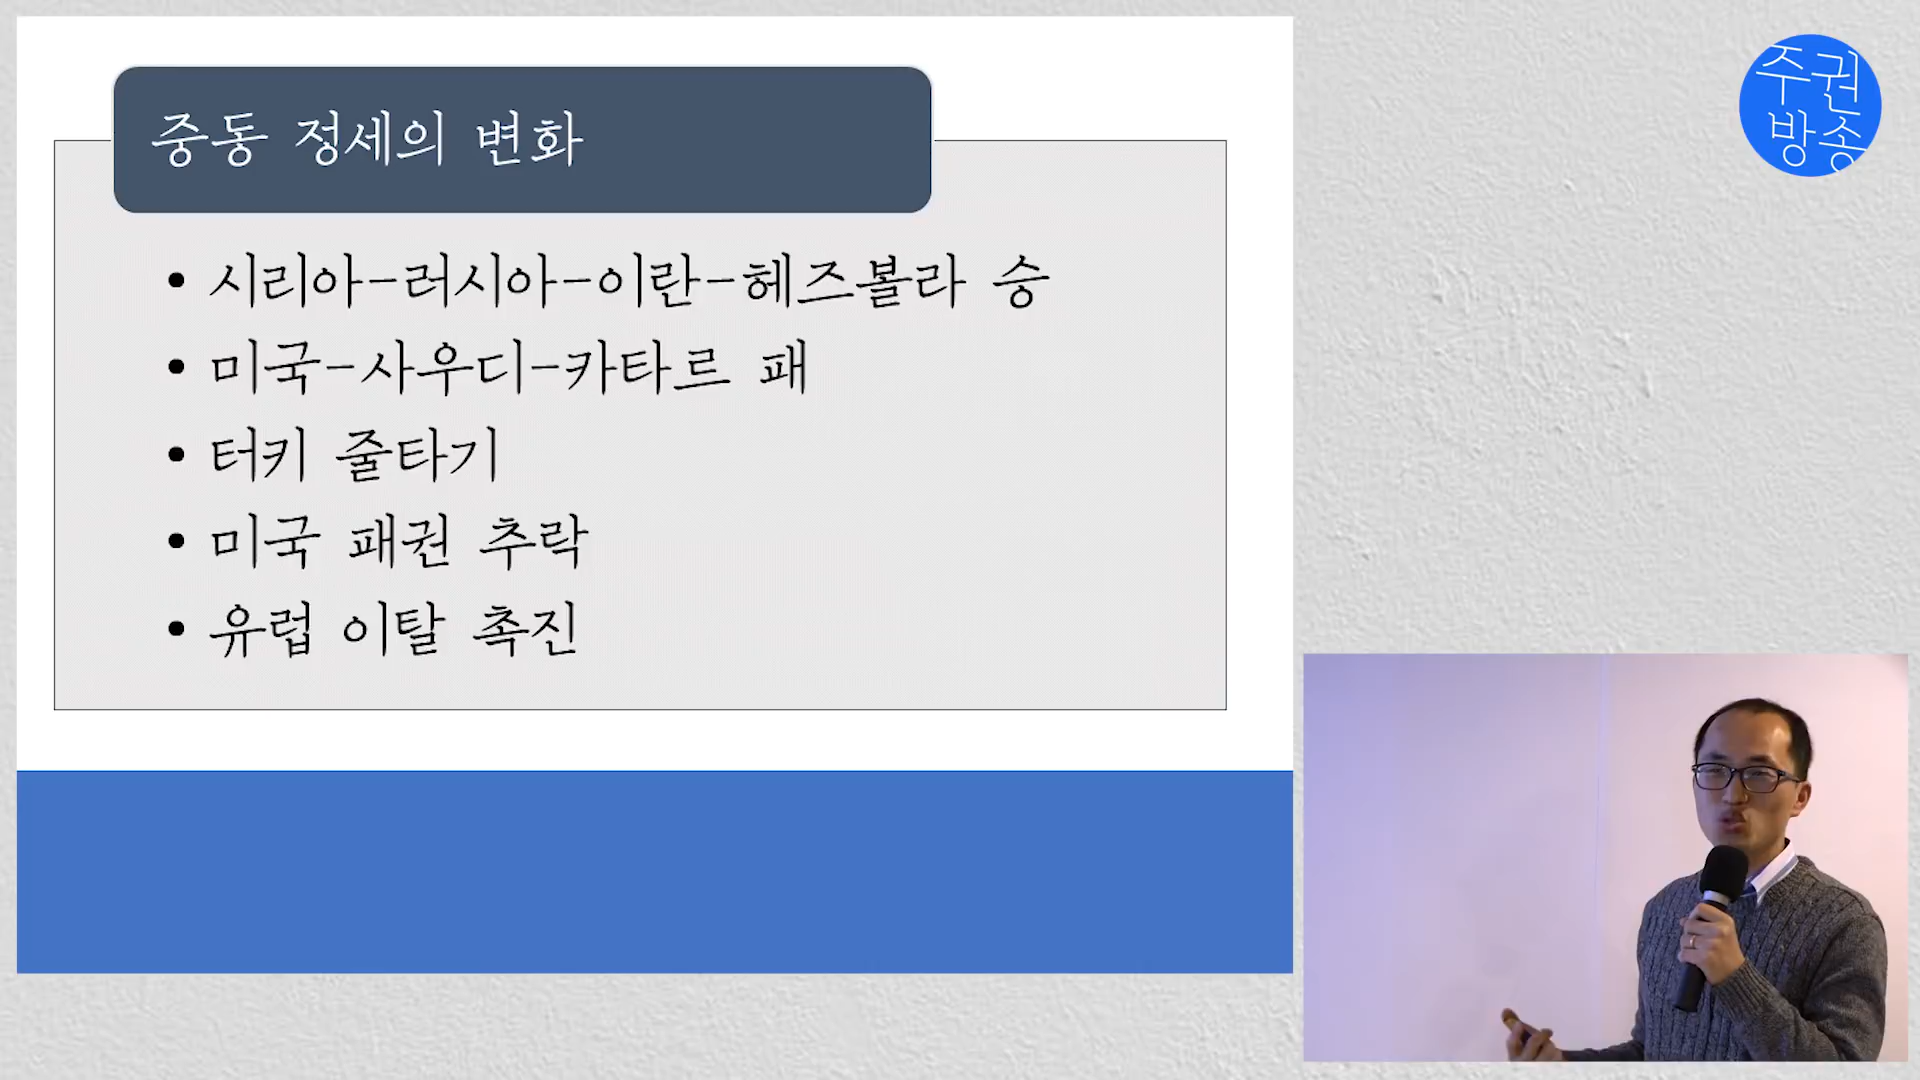 중동 정세의 변화
• 시리아-러시아-이란-헤즈볼라 승
• 미국-사우디-카타르 패
• 터키 줄타기
• 미국 패권 추락
• 유럽 이탈 촉진
주권
방송